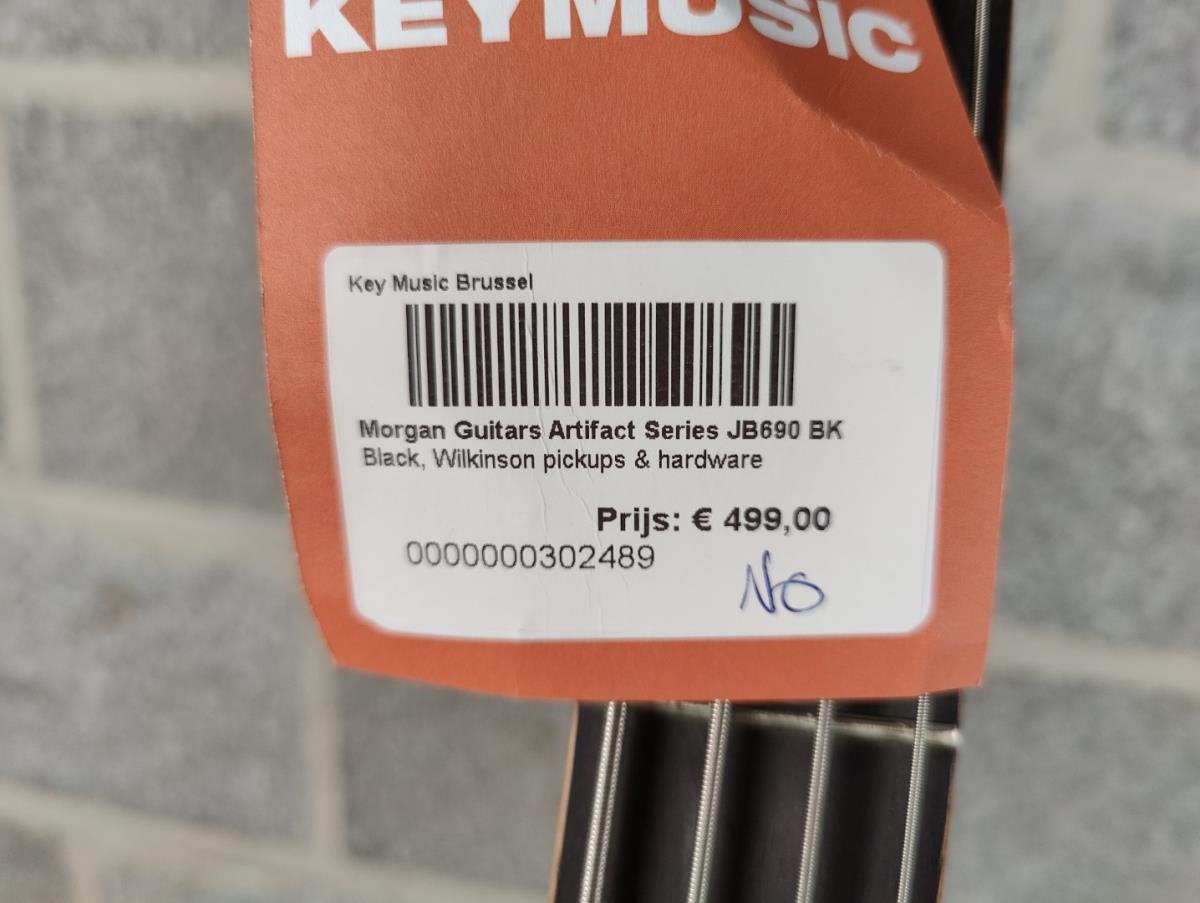 KEYMUSIC
Key Music Brussel
Morgan Guitars Artifact Series JB690 BK
Black, Wilkinson pickups & hardware
Prijs: € 499,00
0000000302489
No